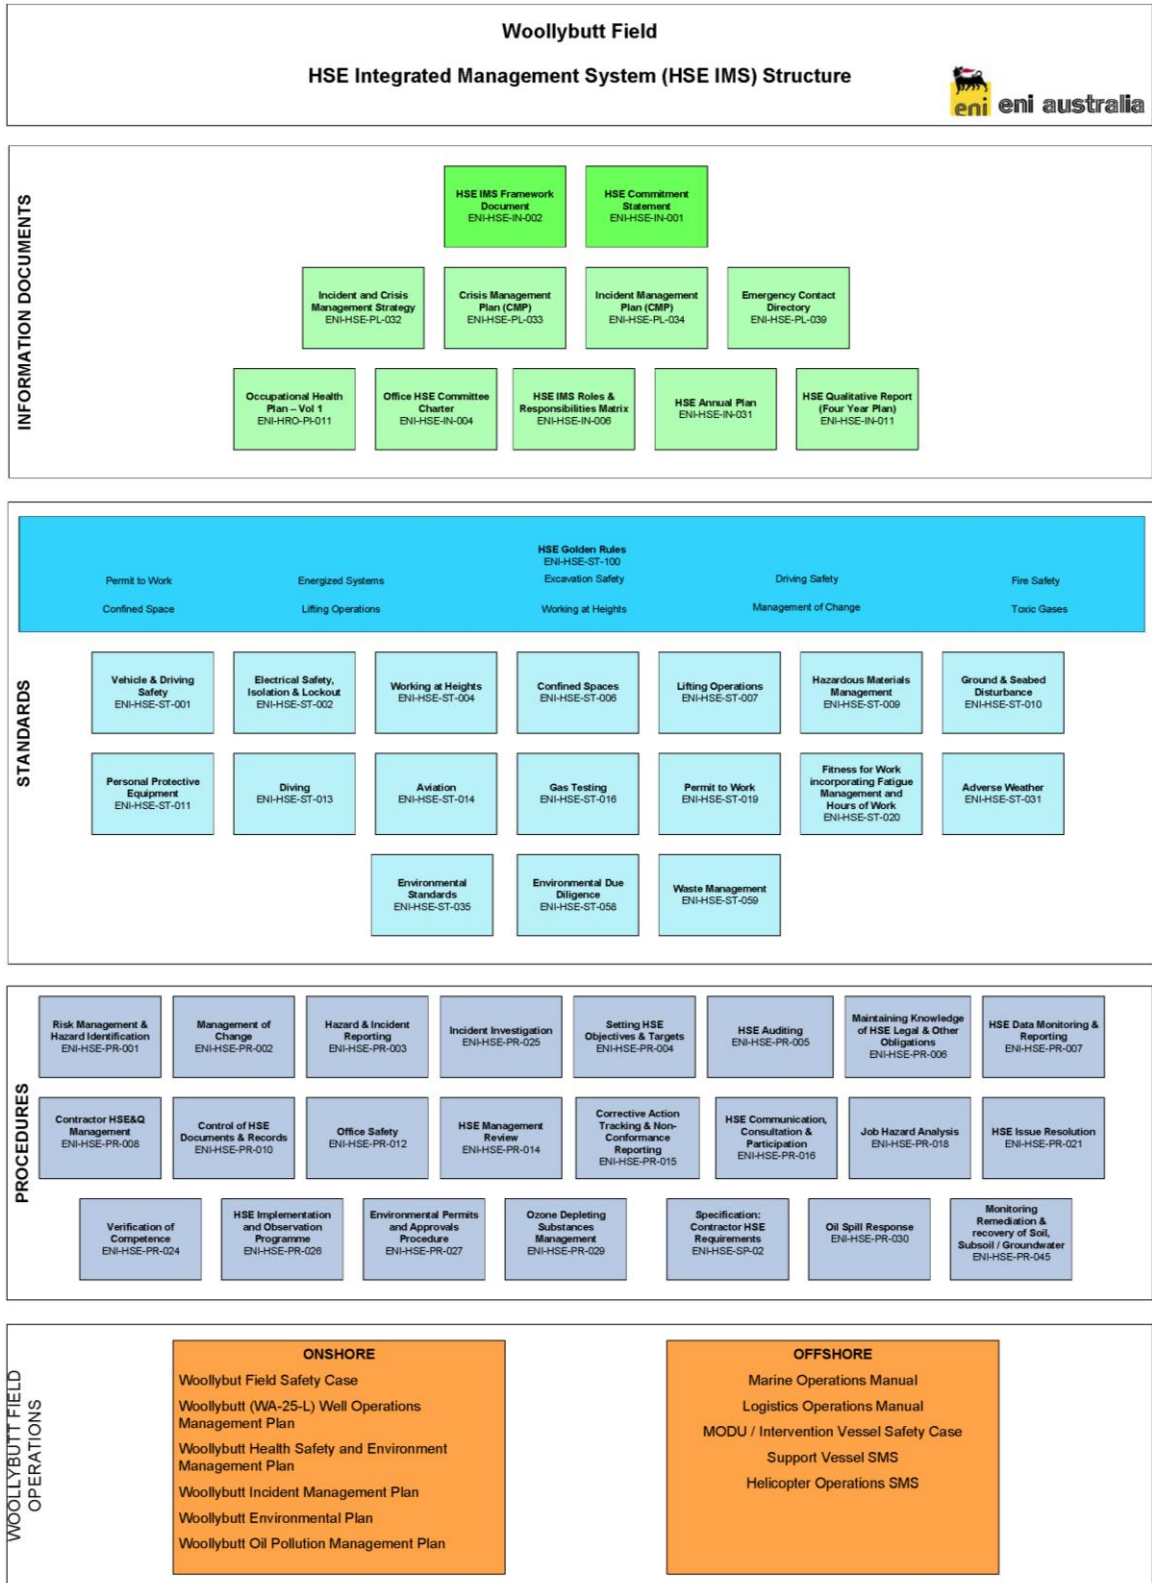 Woollybutt Field
HSE Integrated Management System (HSE IMS) Structure
eni eni australia
INFORMATION DOCUMENTS
HSE IMS Framework
Document
ENI-HSE-IN-002
HSE Commitment
Statement
ENI-HSE-IN-001
Incident and Crisis
Management Strategy
ENI-HSE-PL-032
Crisis Management
Plan (CMP)
ENI-HSE-PL-033
Incident Management
Plan (CMP)
ENI-HSE-PL-034
Emergency Contact
Directory
ENI-HSE-PL-039
Occupational Health
Plan – Vol 1
ENI-HRO-PI-011
Office HSE Committee
Charter
ENI-HSE-IN-004
HSE IMS Roles &
Responsibilities Matrix
ENI-HSE-IN-006
HSE Annual Plan
ENI-HSE-IN-031
HSE Qualitative Report
(Four Year Plan)
ENI-HSE-IN-011
STANDARDS
HSE Golden Rules
ENI-HSE-ST-100
Permit to Work
Energized Systems
Excavation Safety
Driving Safety
Fire Safety
Confined Space
Lifting Operations
Working at Heights
Management of Change
Toxic Gases
Vehicle & Driving
Safety
ENI-HSE-ST-001
Electrical Safety,
Isolation & Lockout
ENI-HSE-ST-002
Working at Heights
ENI-HSE-ST-004
Confined Spaces
ENI-HSE-ST-006
Lifting Operations
ENI-HSE-ST-007
Hazardous Materials
Management
ENI-HSE-ST-009
Ground & Seabed
Disturbance
ENI-HSE-ST-010
Personal Protective
Equipment
ENI-HSE-ST-011
Diving
ENI-HSE-ST-013
Aviation
ENI-HSE-ST-014
Gas Testing
ENI-HSE-ST-016
Permit to Work
ENI-HSE-ST-019
Fitness for Work
incorporating Fatigue
Management and
Hours of Work
ENI-HSE-ST-020
Adverse Weather
ENI-HSE-ST-031
Environmental
Standards
ENI-HSE-ST-035
Environmental Due
Diligence
ENI-HSE-ST-058
Waste Management
ENI-HSE-ST-059
PROCEDURES
Risk Management &
Hazard Identification
ENI-HSE-PR-001
Management of
Change
ENI-HSE-PR-002
Hazard & Incident
Reporting
ENI-HSE-PR-003
Incident Investigation
ENI-HSE-PR-025
Setting HSE
Objectives & Targets
ENI-HSE-PR-004
HSE Auditing
ENI-HSE-PR-005
Maintaining Knowledge
of HSE Legal & Other
Obligations
ENI-HSE-PR-006
HSE Data Monitoring &
Reporting
ENI-HSE-PR-007
Contractor HSE&Q
Management
ENI-HSE-PR-008
Control of HSE
Documents & Records
ENI-HSE-PR-010
Office Safety
ENI-HSE-PR-012
HSE Management
Review
ENI-HSE-PR-014
Corrective Action
Tracking & Non-
Conformance
Reporting
ENI-HSE-PR-015
HSE Communication,
Consultation &
Participation
ENI-HSE-PR-016
Job Hazard Analysis
ENI-HSE-PR-018
HSE Issue Resolution
ENI-HSE-PR-021
Verification of
Competence
ENI-HSE-PR-024
HSE Implementation
and Observation
Programme
ENI-HSE-PR-026
Environmental Permits
and Approvals
Procedure
ENI-HSE-PR-027
Ozone Depleting
Substances
Management
ENI-HSE-PR-029
Specification:
Contractor HSE
Requirements
ENI-HSE-SP-02
Oil Spill Response
ENI-HSE-PR-030
Monitoring
Remediation &
recovery of Soil,
Subsoil / Groundwater
ENI-HSE-PR-045
WOOLLYBUTT FIELD
OPERATIONS
ONSHORE
Woollybut Field Safety Case
Woollybutt (WA-25-L) Well Operations
Management Plan
Woollybutt Health Safety and Environment
Management Plan
Woollybutt Incident Management Plan
Woollybutt Environmental Plan
Woollybutt Oil Pollution Management Plan
OFFSHORE
Marine Operations Manual
Logistics Operations Manual
MODU / Intervention Vessel Safety Case
Support Vessel SMS
Helicopter Operations SMS